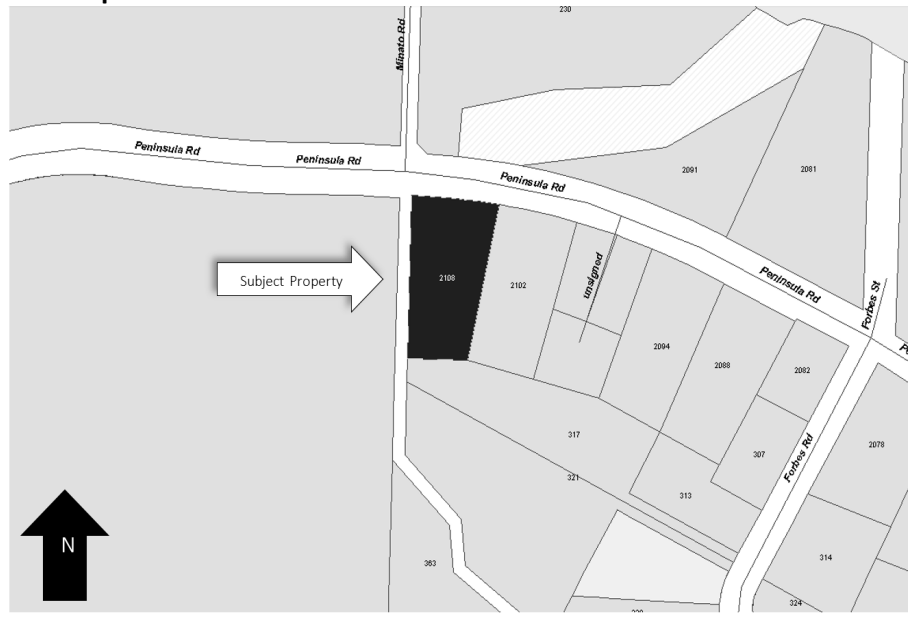 230
Minato Rd
Peninsula Rd
Peninsula Rd
Peninsula Rd
2091
2081
Subject Property
2108
2102
unsigned
Peninsula Rd
Forbes St
2094
2088
2082
317
307
2078
321
313
Forbes Rd
N
363
314
324